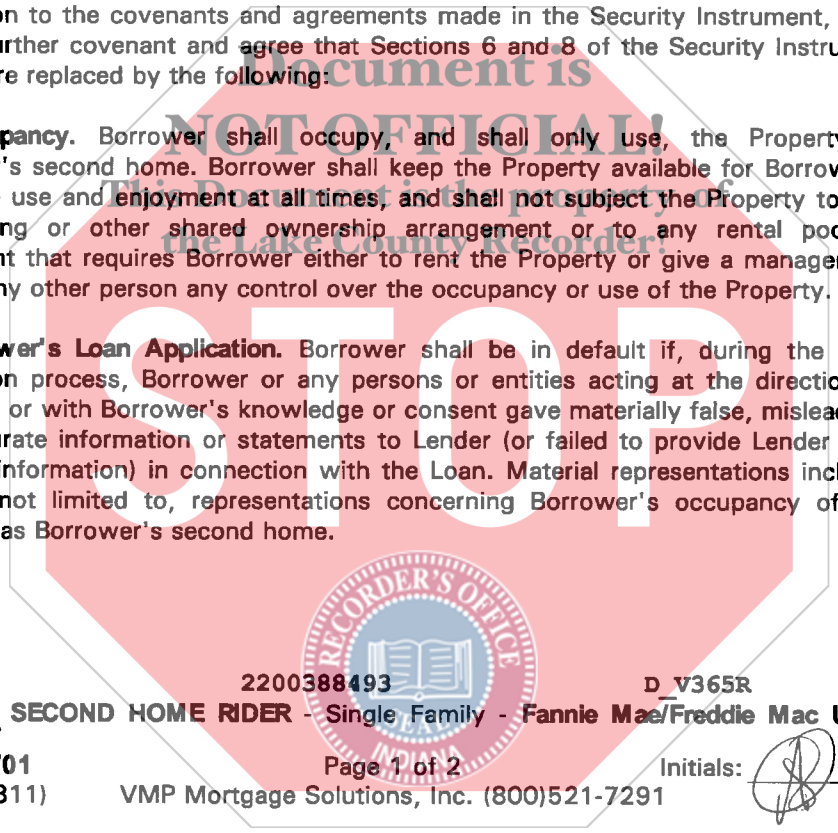 n to the covenants and agreements made in the Security Instrument,
rther covenant and agree that Sections 6 and 8 of the Security Instru
re replaced by the following:
Document is
pancy. Borrower shall occupy, and shall only use, the Property
NOT OFFICIAL!
's second home. Borrower shall keep the Property available for Borrow
use and enjoyment at all times, and shall not subject the Property to
This Document is the property of
ng or other shared ownership arrangement or to any rental poo
the Lake County Recorder!
nt that requires Borrower either to rent the Property or give a manager
ny other person any control over the occupancy or use of the Property.
STOP
wer's Loan Application. Borrower shall be in default if, during the
on process, Borrower or any persons or entities acting at the directio
or with Borrower's knowledge or consent gave materially false, mislead
urate information or statements to Lender (or failed to provide Lender
information) in connection with the Loan. Material representations incl
not limited to, representations concerning Borrower's occupancy of
as Borrower's second home.
RECORDER'S OFFICE
SEAL
INDIANA
2200388493 D_V365R
SECOND HOME RIDER - Single Family - Fannie Mae/Freddie Mac U
01 Page 1 of 2 Initials:
311) VMP Mortgage Solutions, Inc. (800)521-7291